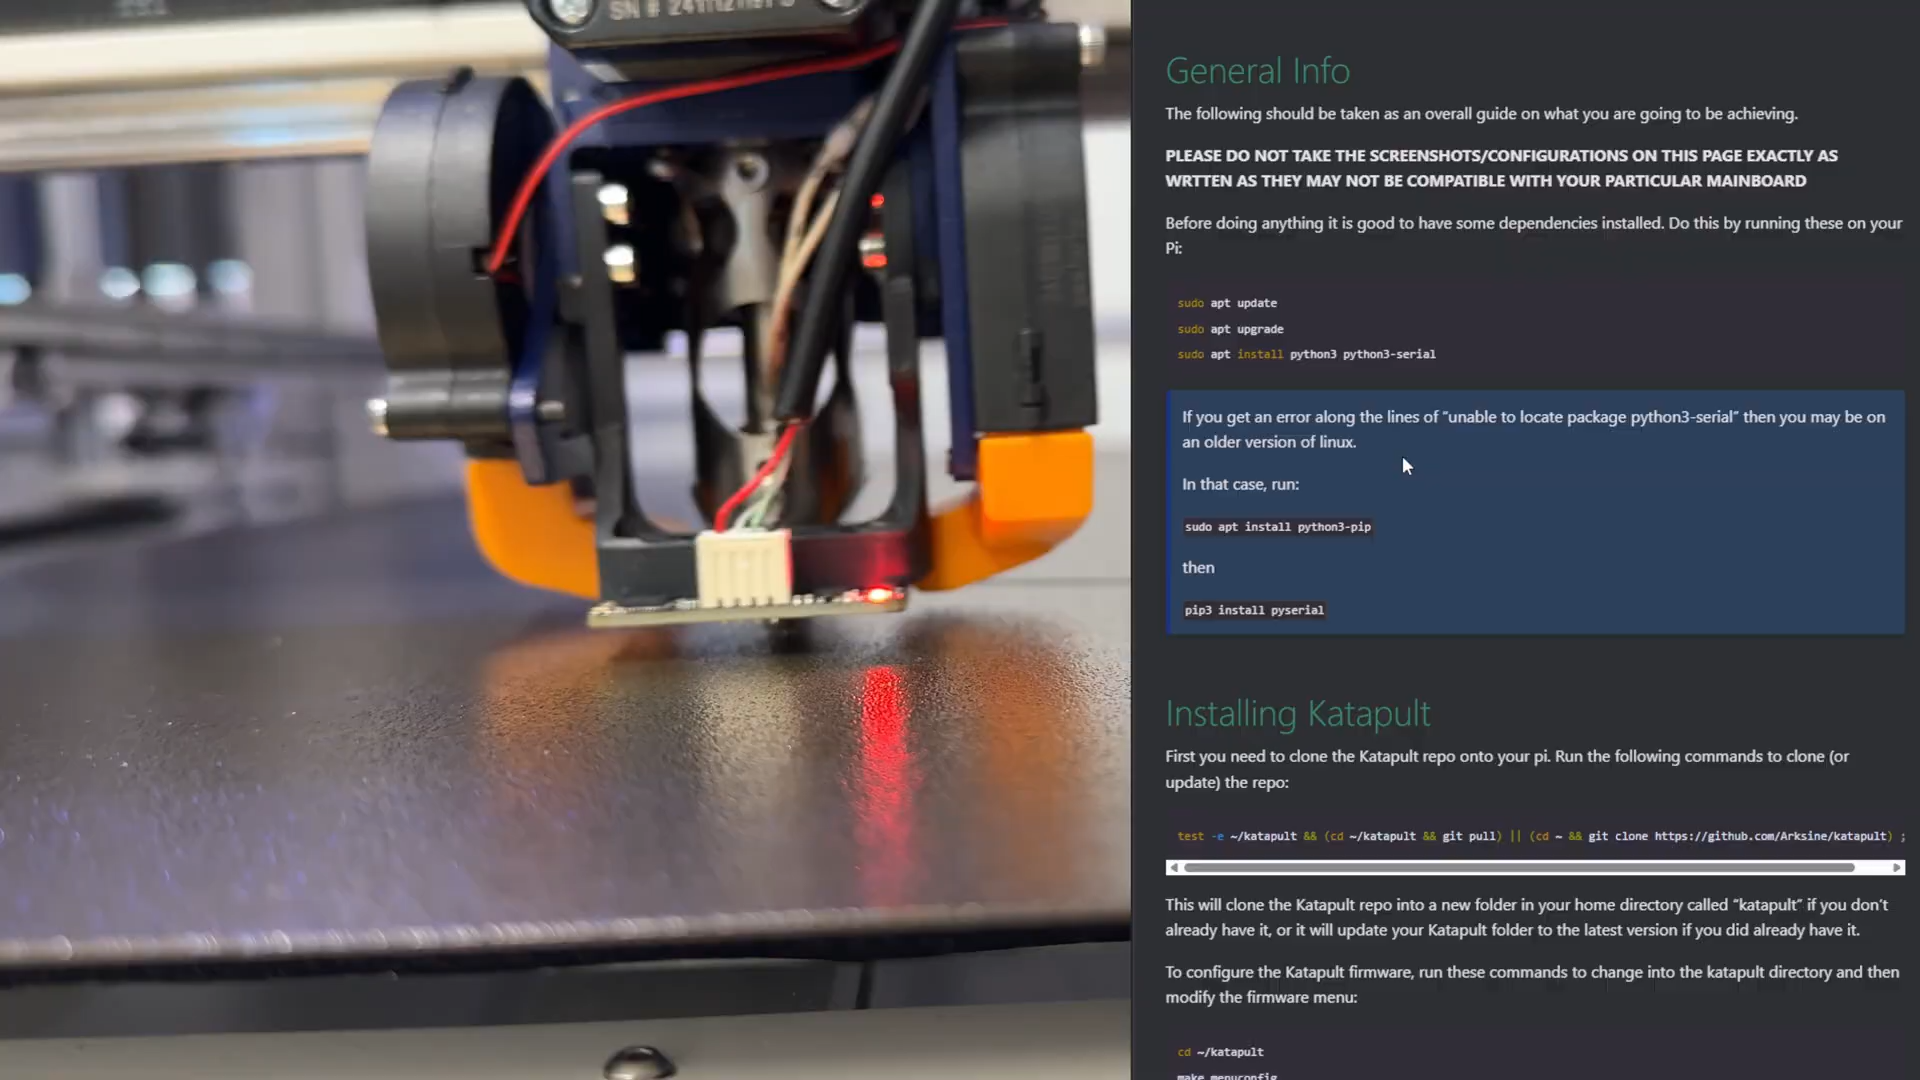 General Info
The following should be taken as an overall guide on what you are going to be achieving.
PLEASE DO NOT TAKE THE SCREENSHOTS/CONFIGURATIONS ON THIS PAGE EXACTLY AS
WRTTEN AS THEY MAY NOT BE COMPATIBLE WITH YOUR PARTICULAR MAINBOARD
Before doing anything it is good to have some dependencies installed. Do this by running these on your
Pi:
sudo apt update
sudo apt upgrade
sudo apt install python3 python3-serial
If you get an error along the lines of “unable to locate package python3-serial” then you may be on
an older version of linux.
In that case, run:
sudo apt install python3-pip
then
pip3 install pyserial
Installing Katapult
First you need to clone the Katapult repo onto your pi. Run the following commands to clone (or
update) the repo:
test -e ~/katapult && (cd ~/katapult && git pull) || (cd ~ && git clone https://github.com/Arksine/katapult) ;
This will clone the Katapult repo into a new folder in your home directory called “katapult” if you don’t
already have it, or it will update your Katapult folder to the latest version if you did already have it.
To configure the Katapult firmware, run these commands to change into the katapult directory and then
modify the firmware menu:
cd ~/katapult
make menuconfig